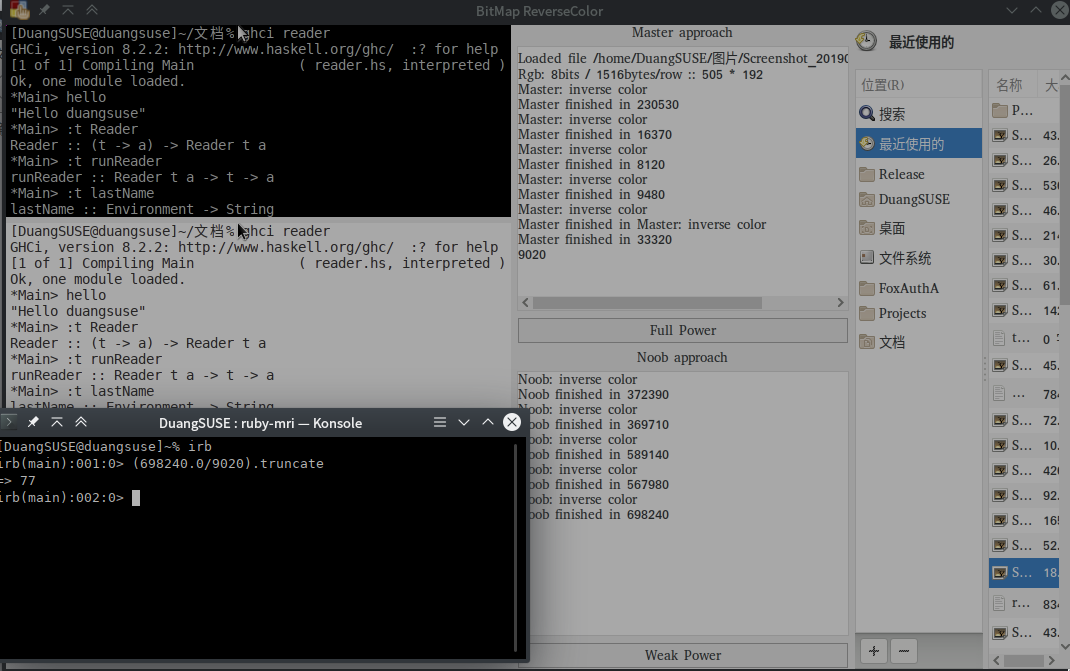 BitMap ReverseColor
[DuangSUSE@duangsuse]~/文档% ghci reader
GHCi, version 8.2.2: http://www.haskell.org/ghc/  :? for help
[1 of 1] Compiling Main             ( reader.hs, interpreted )
Ok, one module loaded.
*Main> hello
"Hello duangsuse"
*Main> :t Reader
Reader :: (t -> a) -> Reader t a
*Main> :t runReader
runReader :: Reader t a -> t -> a
*Main> :t lastName
lastName :: Environment -> String
[DuangSUSE@duangsuse]~/文档% ghci reader
GHCi, version 8.2.2: http://www.haskell.org/ghc/  :? for help
[1 of 1] Compiling Main             ( reader.hs, interpreted )
Ok, one module loaded.
*Main> hello
"Hello duangsuse"
*Main> :t Reader
Reader :: (t -> a) -> Reader t a
*Main> :t runReader
runReader :: Reader t a -> t -> a
*Main> :t lastName
lastName :: Environment -> String
DuangSUSE : ruby-mri — Konsole
[DuangSUSE@duangsuse]~% irb
irb(main):001:0> (698240.0/9020).truncate
=> 77
irb(main):002:0>
Master approach
Loaded file /home/DuangSUSE/图片/Screenshot_2019
Rgb: 8bits / 1516bytes/row :: 505 * 192
Master: inverse color
Master finished in 230530
Master: inverse color
Master finished in 16370
Master: inverse color
Master finished in 8120
Master: inverse color
Master finished in 9480
Master: inverse color
Master finished in Master: inverse color
Master finished in 33320
9020
Full Power
Noob approach
Noob: inverse color
Noob finished in 372390
Noob: inverse color
Noob finished in 369710
Noob: inverse color
Noob finished in 589140
Noob: inverse color
Noob finished in 567980
Noob: inverse color
Noob finished in 698240
Weak Power
最近使用的
位置(R)
搜索
最近使用的
Release
DuangSUSE
桌面
文件系统
FoxAuthA
Projects
文档
名称 大
P...
S... 43.
S... 26.
S... 530
S... 46.
S... 214
S... 30.
S... 61.
S... 142
t... 0
S... 45.
... 784
S... 72.
S... 10.
S... 420
S... 92.
S... 165
S... 52.
S... 18.
r... 834
S... 43.